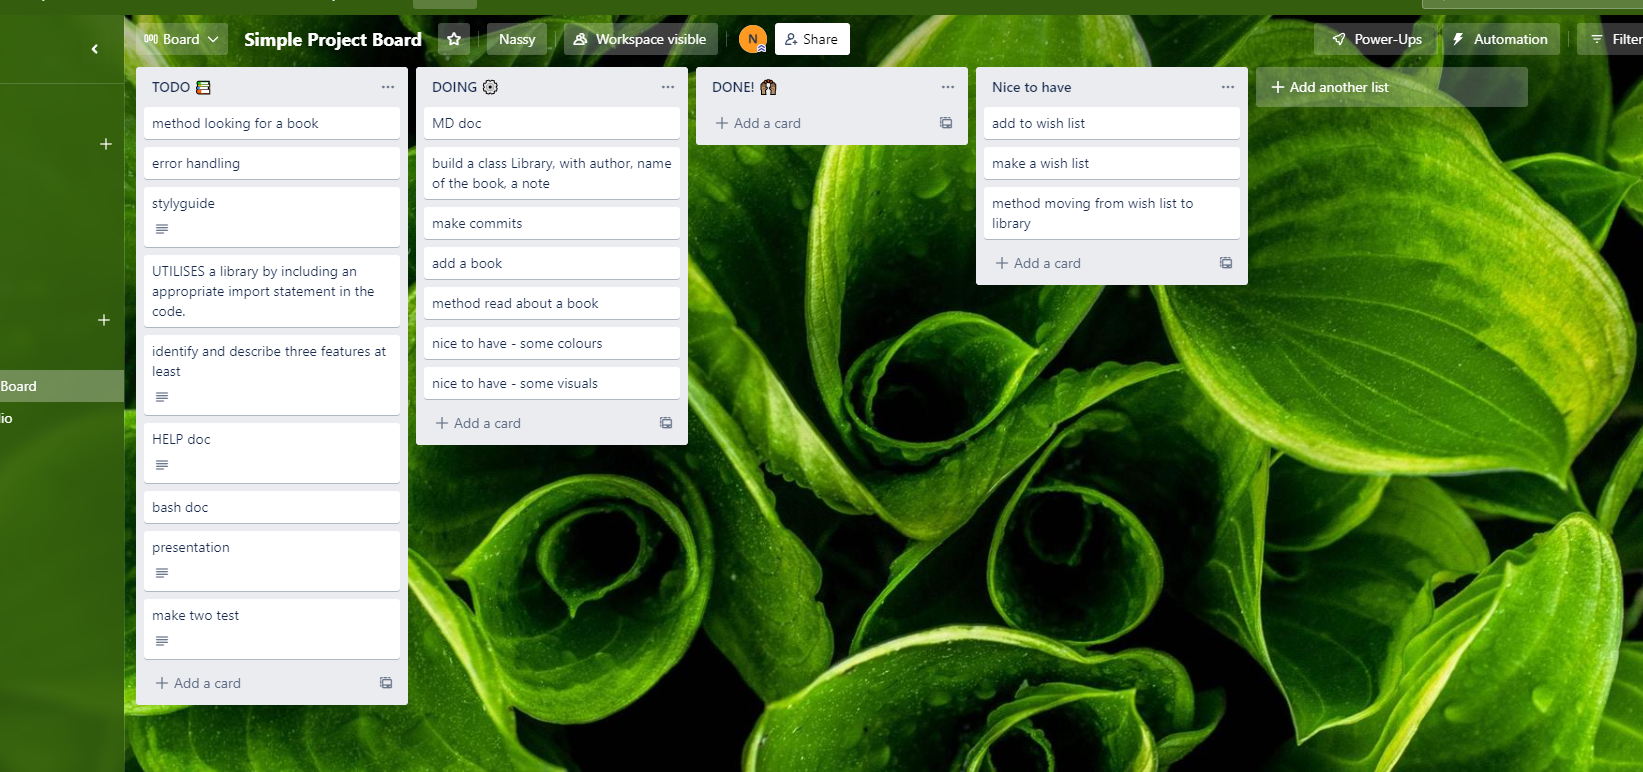 Board
Simple Project Board
Nassy
Workspace visible
N
Share
Power-Ups
Automation
Filter
Board
TODO
method looking for a book
error handling
stylyguide
UTILISES a library by including an
appropriate import statement in the
code.
identify and describe three features at
least
HELP doc
bash doc
presentation
make two test
Add a card
DOING
MD doc
build a class Library, with author, name
of the book, a note
make commits
add a book
method read about a book
nice to have - some colours
nice to have - some visuals
Add a card
DONE!
Add a card
Nice to have
add to wish list
make a wish list
method moving from wish list to
library
Add a card
Add another list